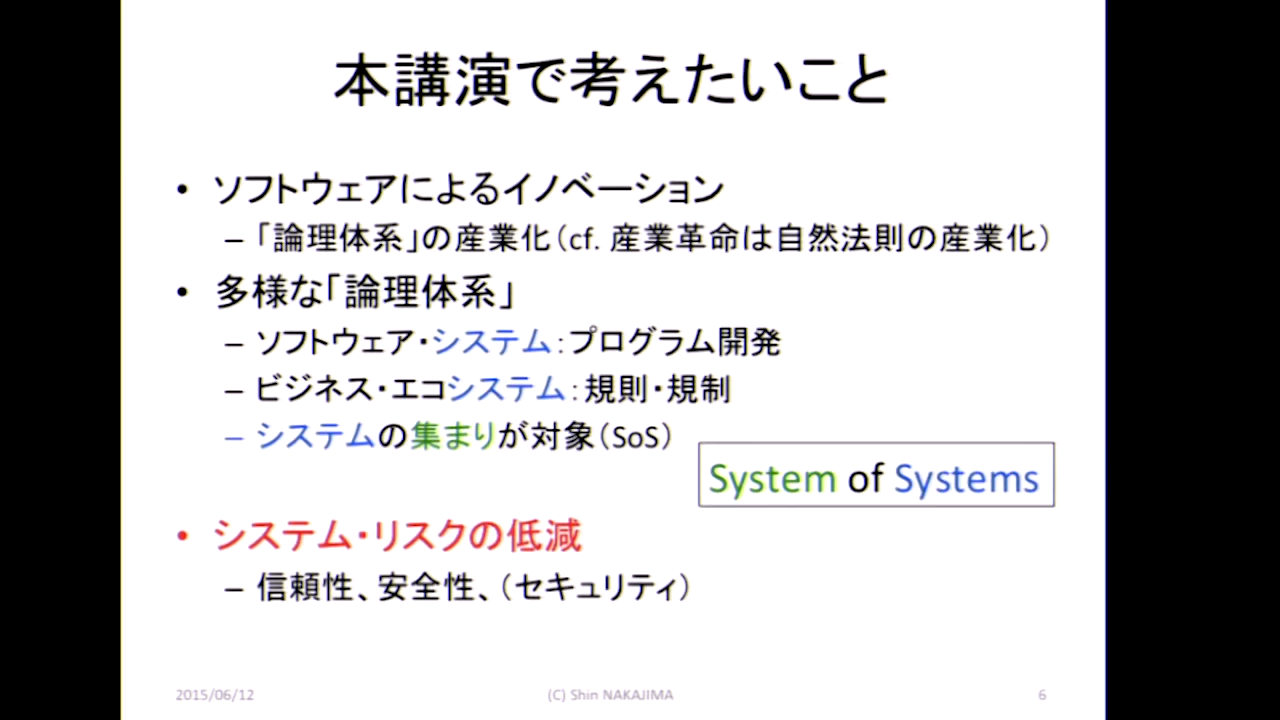 本講演で考えたいこと
• ソフトウェアによるイノベーション
– 「論理体系」の産業化(cf. 産業革命は自然法則の産業化)
• 多様な「論理体系」
– ソフトウェア・システム:プログラム開発
– ビジネス・エコシステム:規則・規制
– システムの集まりが対象(SoS)
System of Systems
• システム・リスクの低減
– 信頼性、安全性、(セキュリティ)
2015/06/12
(C) Shin NAKAJIMA
6